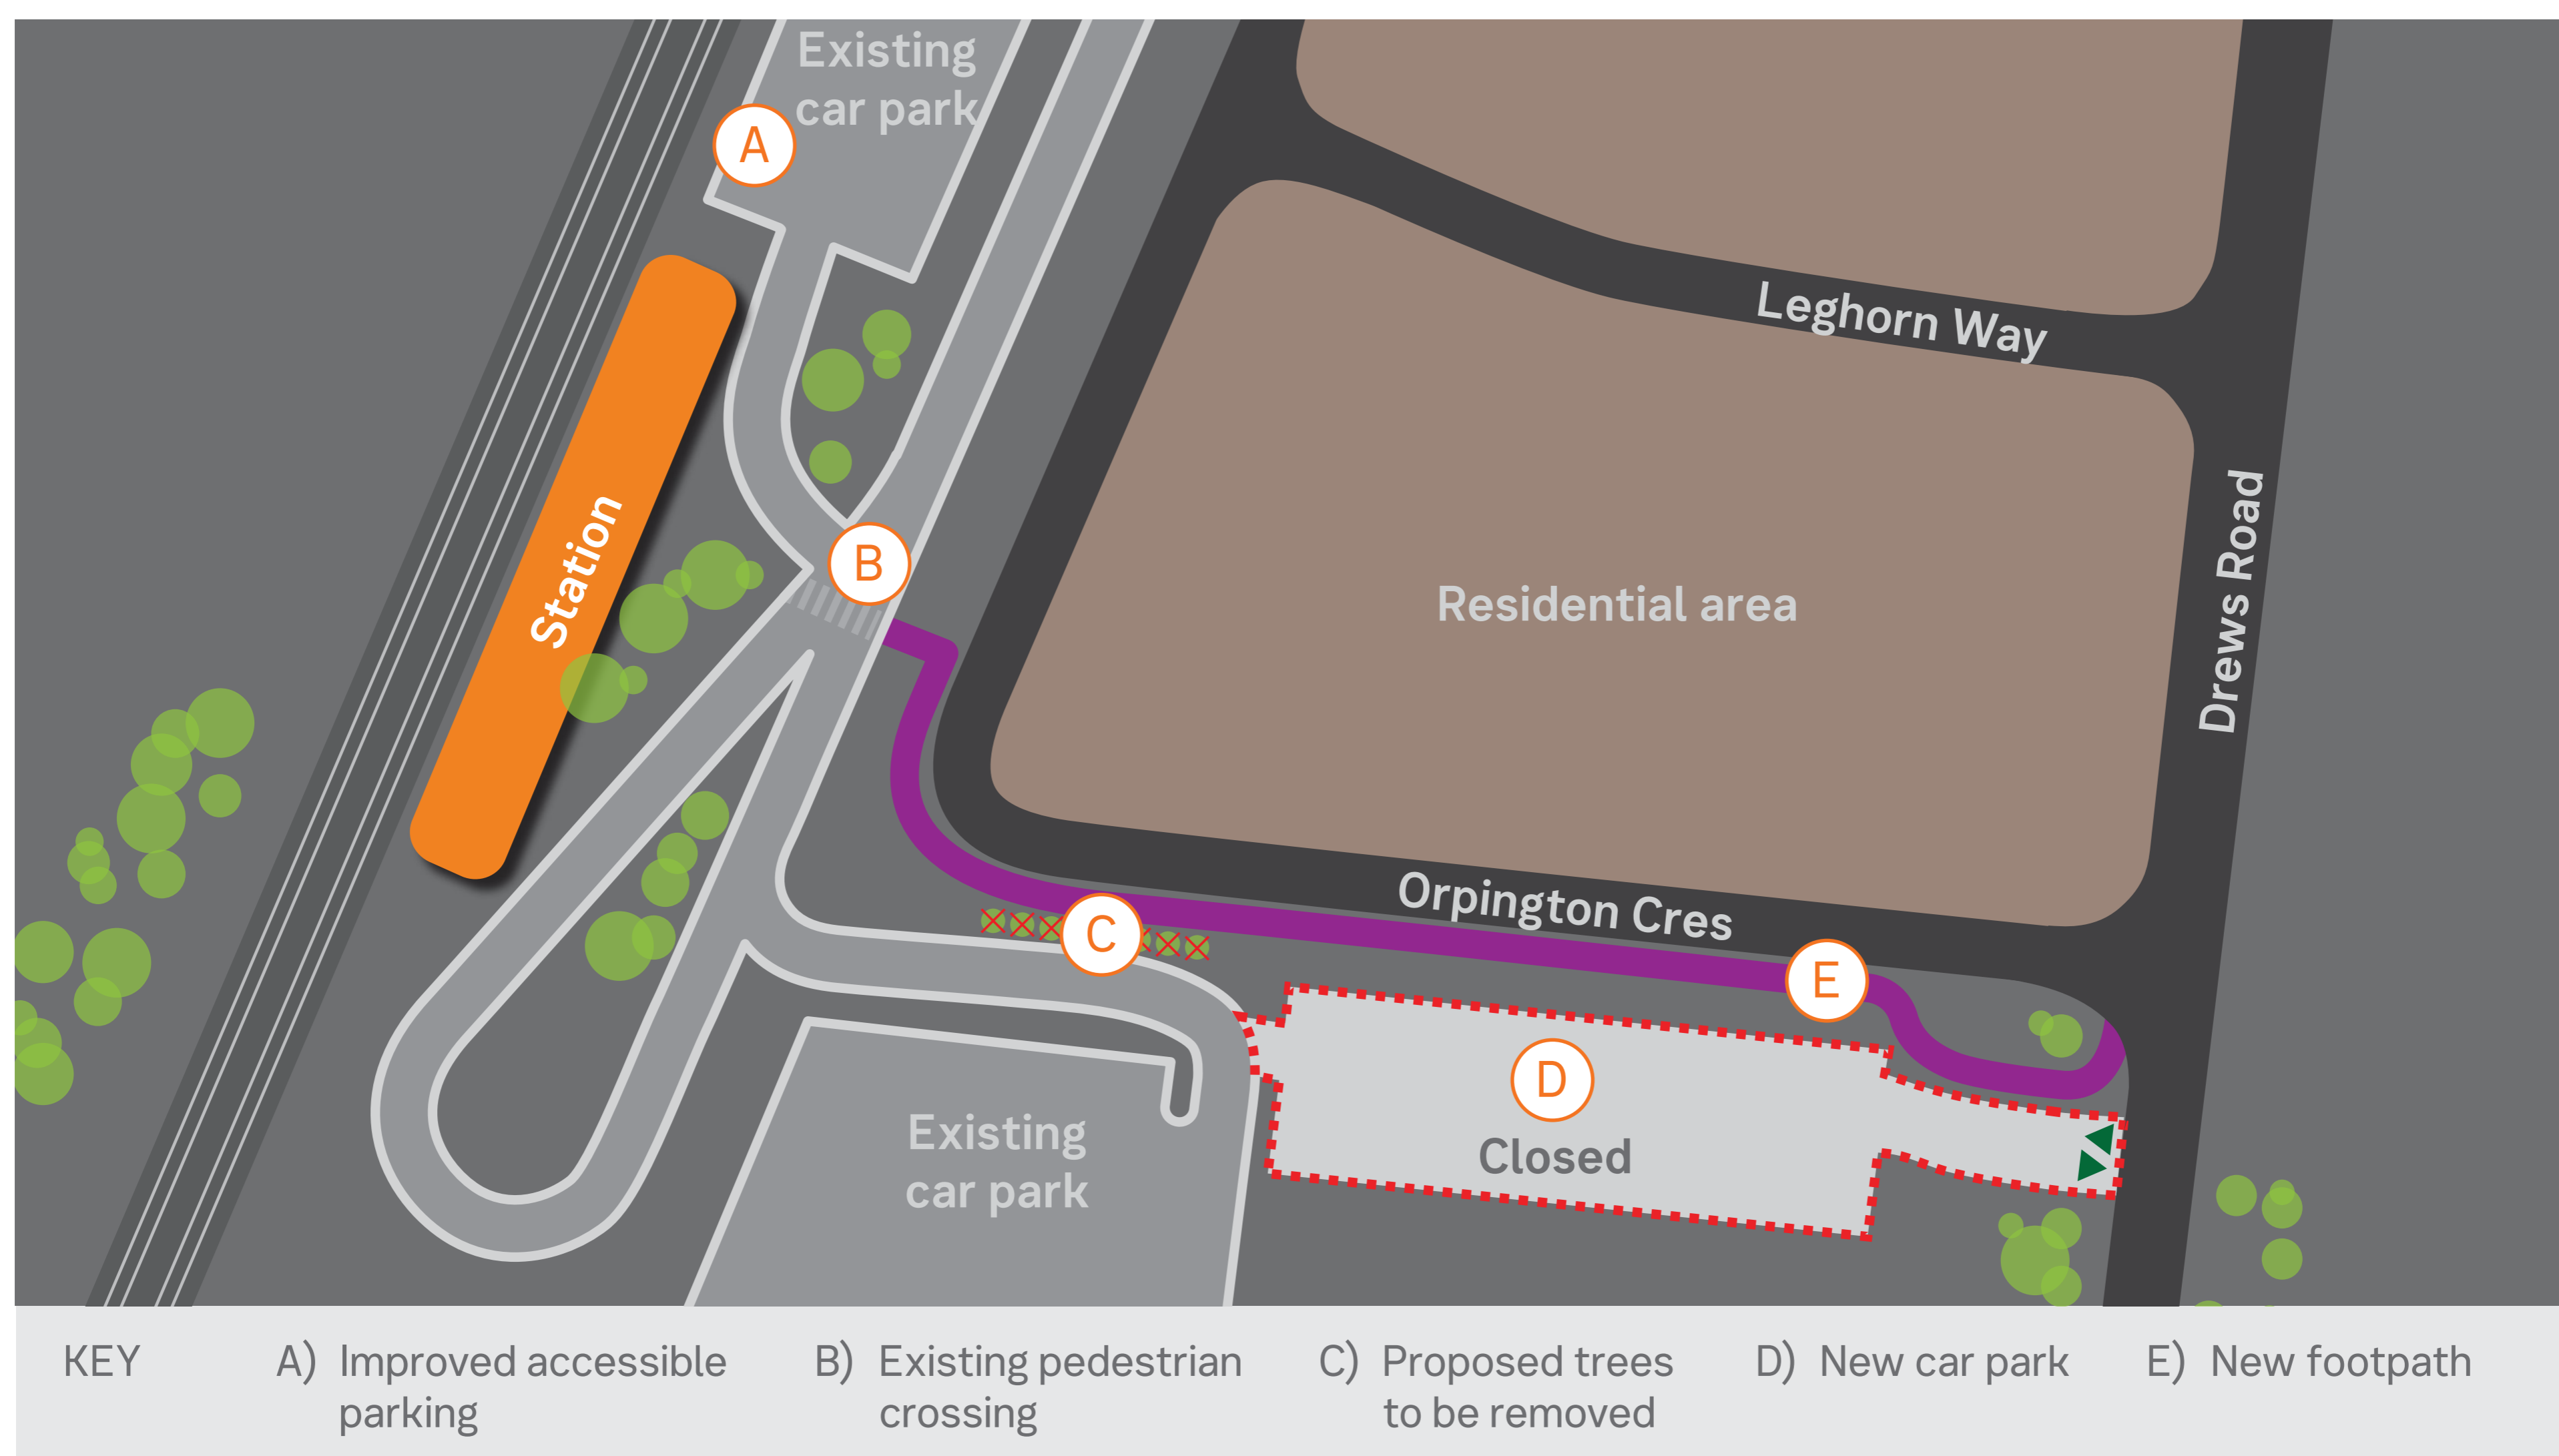 Existing
car park
A
Leghorn Way
Station
B
Residential area
Drews Road
Orpington Cres
C
E
D
Closed
Existing
car park
KEY
A) Improved accessible
parking
B) Existing pedestrian
crossing
C) Proposed trees
to be removed
D) New car park
E) New footpath